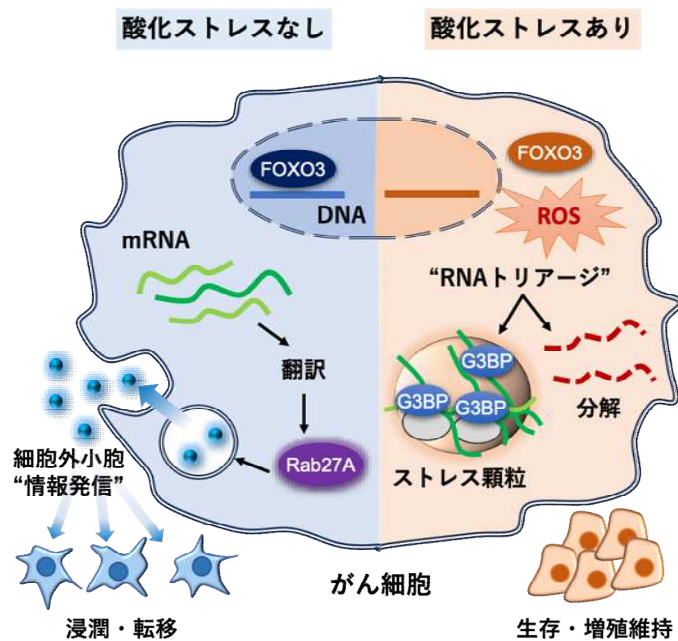 酸化ストレスなし
酸化ストレスあり
FOXO3
DNA
FOXO3
ROS
mRNA
“RNAトリアージ”
翻訳
Rab27A
G3BP
G3BP
G3BP
分解
ストレス顆粒
細胞外小胞
“情報発信”
がん細胞
浸潤・転移
生存・増殖維持